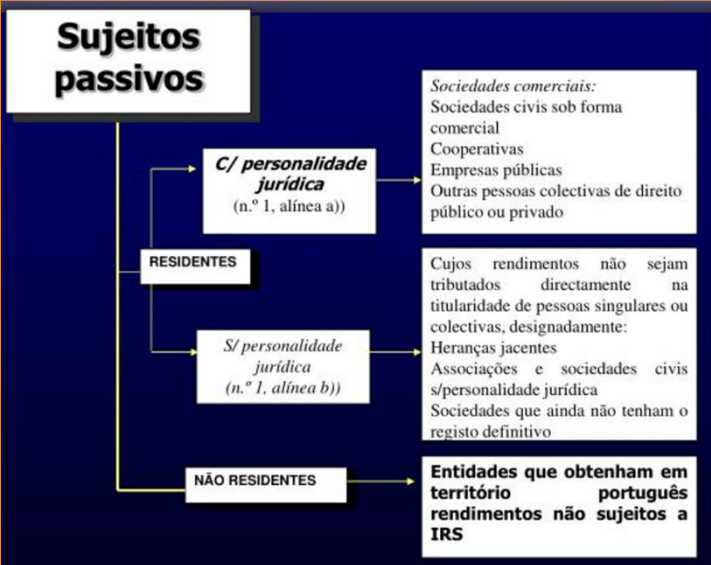 Sujeitos
passivos
C/ personalidade
jurídica
(n.º 1, alínea a))
Sociedades comerciais:
Sociedades civis sob forma
comercial
Cooperativas
Empresas públicas
Outras pessoas colectivas de direito
público ou privado
RESIDENTES
S/ personalidade
jurídica
(n.º 1, alínea b))
Cujos rendimentos não sejam
tributados directamente na
titularidade de pessoas singulares ou
colectivas, designadamente:
Heranças jacentes
Associações e sociedades civis
s/personalidade jurídica
Sociedades que ainda não tenham o
registo definitivo
NÃO RESIDENTES
Entidades que obtenham em
território português
rendimentos não sujeitos a
IRS